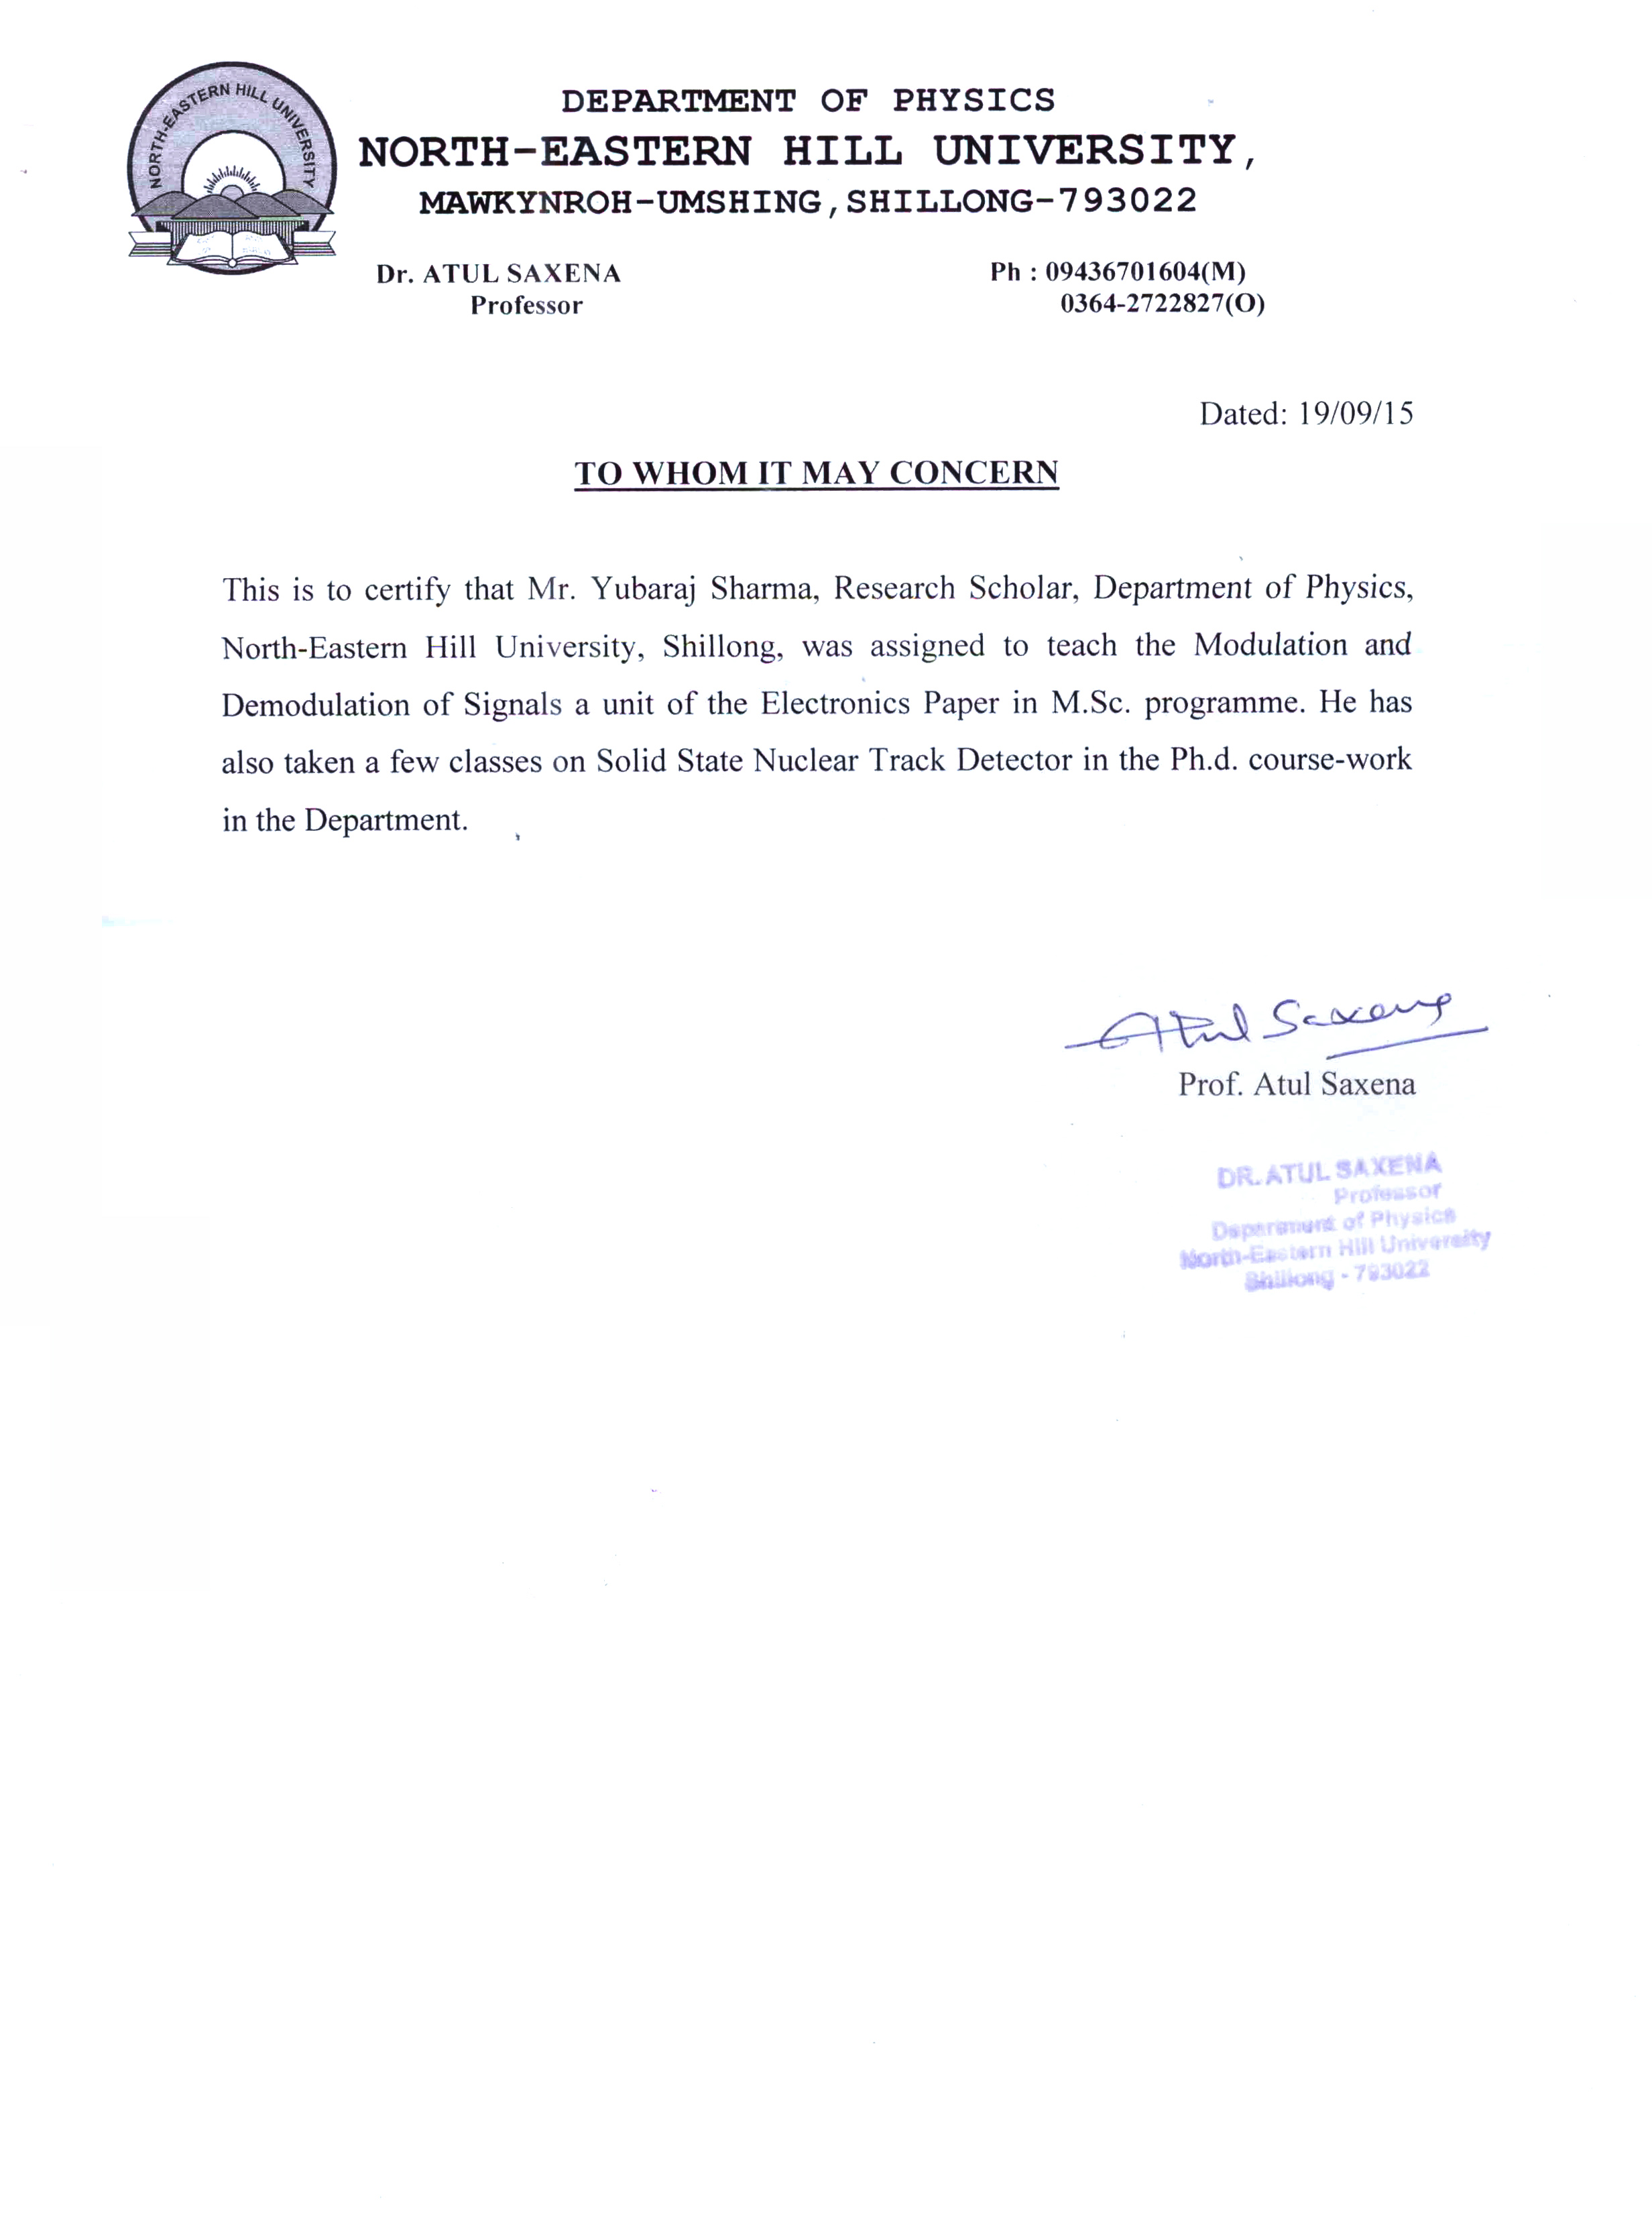 NORTH-EASTERN HILL UNIVERSITY
DEPARTMENT OF PHYSICS
NORTH-EASTERN HILL UNIVERSITY,
MAWKYNROH-UMSHING, SHILLONG-793022
Dr. ATUL SAXENA
Professor
Ph : 09436701604(M)
0364-2722827(O)
Dated: 19/09/15
TO WHOM IT MAY CONCERN
This is to certify that Mr. Yubaraj Sharma, Research Scholar, Department of Physics,
North-Eastern Hill University, Shillong, was assigned to teach the Modulation and
Demodulation of Signals a unit of the Electronics Paper in M.Sc. programme. He has
also taken a few classes on Solid State Nuclear Track Detector in the Ph.d. course-work
in the Department.
Atul Saxena
Prof. Atul Saxena
DR. ATUL SAXENA
Professor
Department of Physics
North-Eastern Hill University
Shillong - 793022